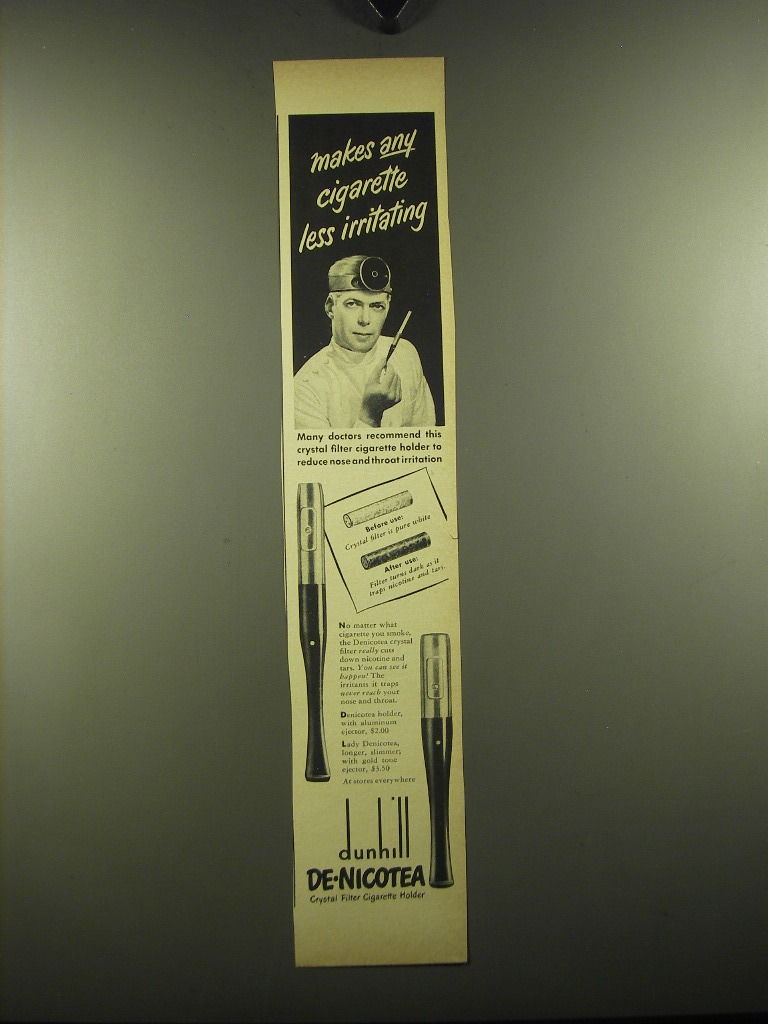 makes any
cigarette
less irritating
Many doctors recommend this
crystal filter cigarette holder to
reduce nose and throat irritation
Before use:
Crystal filter is pure white
After use:
Filter turns dark as it
traps nicotine and tars.
No matter what
cigarette you smoke,
the Denicotea crystal
filter really cuts
down nicotine and
tars. You can see it
happen! The
irritants it traps
never reach your
nose and throat.
Denicotea holder,
with aluminum
ejector, $2.00
Lady Denicotea,
longer, slimmer;
with gold tone
ejector, $3.50
At stores everywhere
dunhill
DE-NICOTEA
Crystal Filter Cigarette Holder